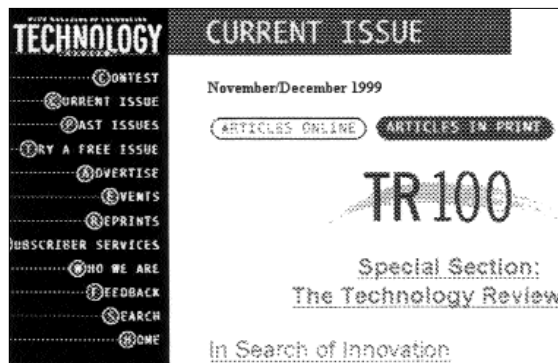 TECHNOLOGY
CONTEST
CURRENT ISSUE
PAST ISSUES
TRY A FREE ISSUE
ADVERTISE
EVENTS
REPRINTS
UBSCRIBER SERVICES
WHO WE ARE
FEEDBACK
SEARCH
HOME
CURRENT ISSUE
November/December 1999
ARTICLES ONLINE ARTICLES IN PRINT
TR100
Special Section:
The Technology Review
In Search of Innovation